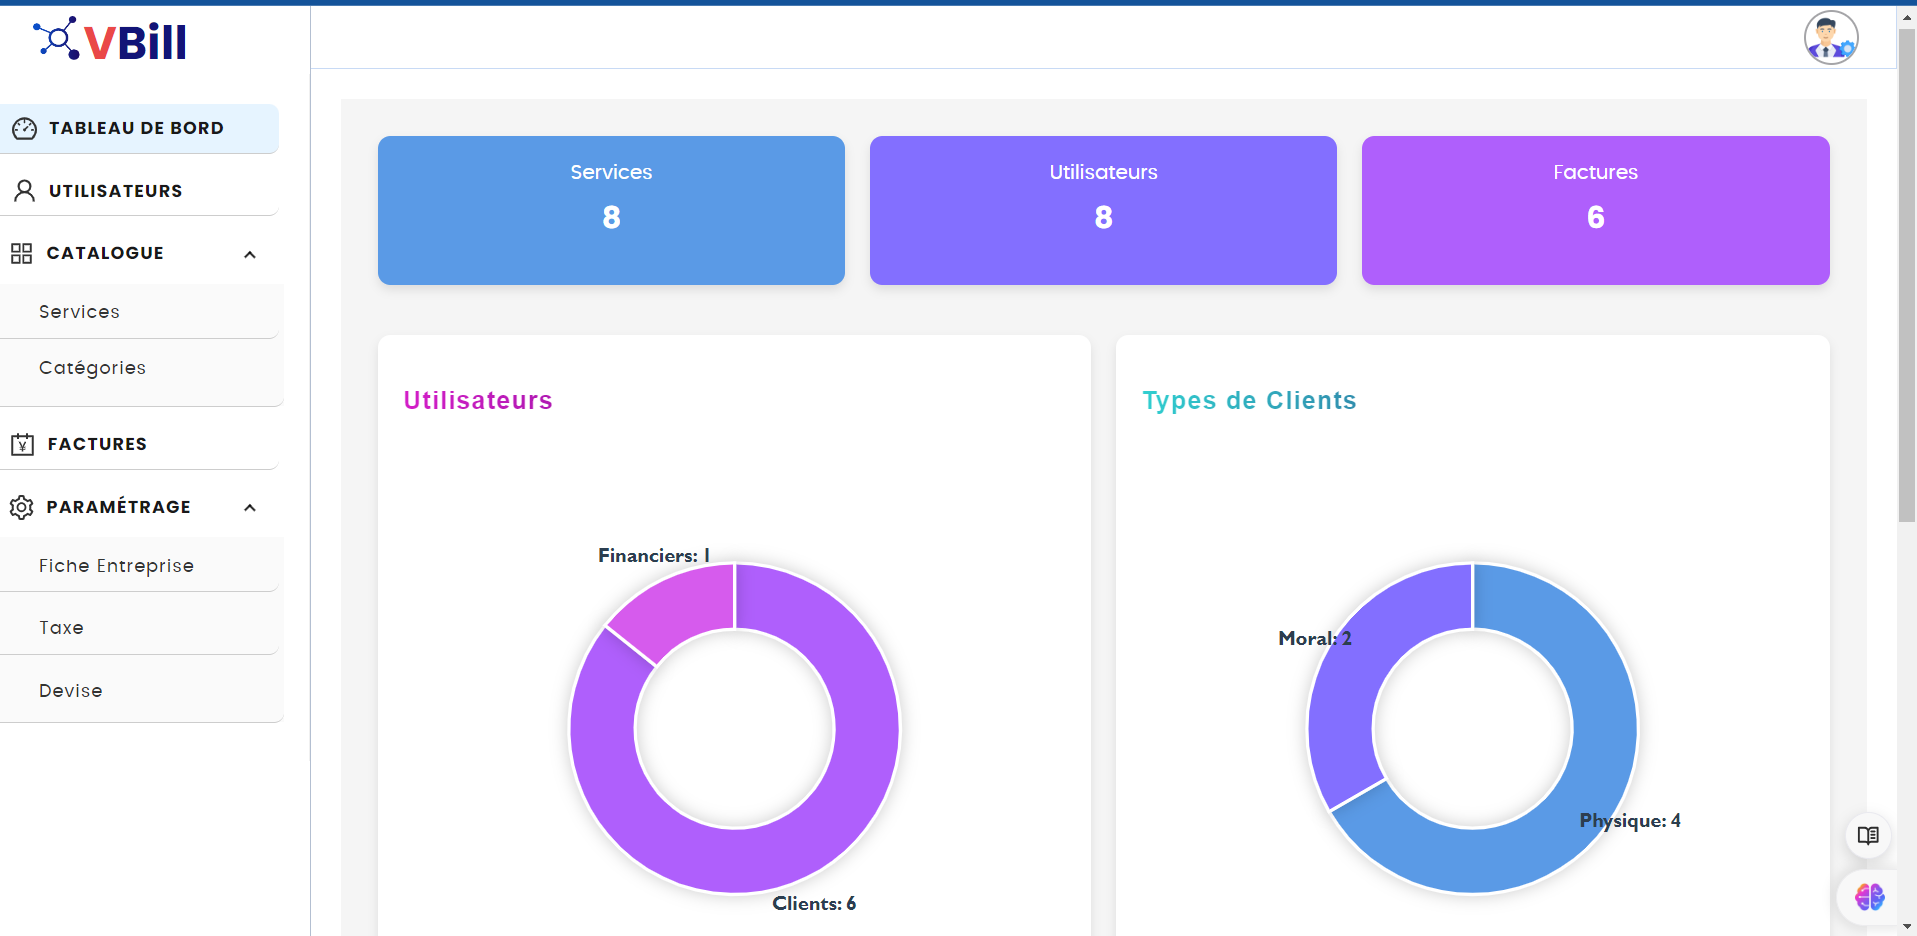 VBill
TABLEAU DE BORD
UTILISATEURS
CATALOGUE
Services
Catégories
FACTURES
PARAMÉTRAGE
Fiche Entreprise
Taxe
Devise
Services
8
Utilisateurs
8
Factures
6
Utilisateurs
Financiers: 1
Clients: 6
Types de Clients
Moral: 2
Physique: 4